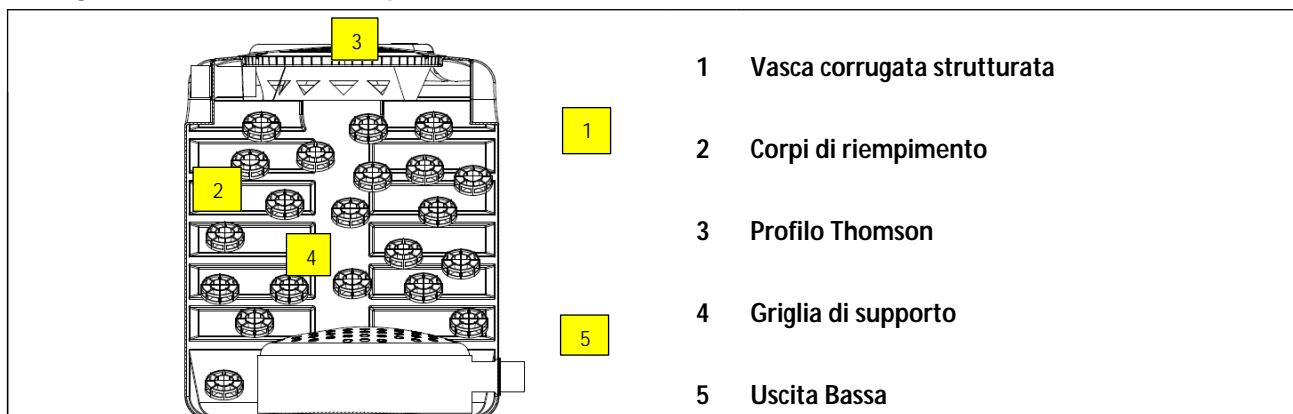 3
1
2
4
5
1 Vasca corrugata strutturata
2 Corpi di riempimento
3 Profilo Thomson
4 Griglia di supporto
5 Uscita Bassa